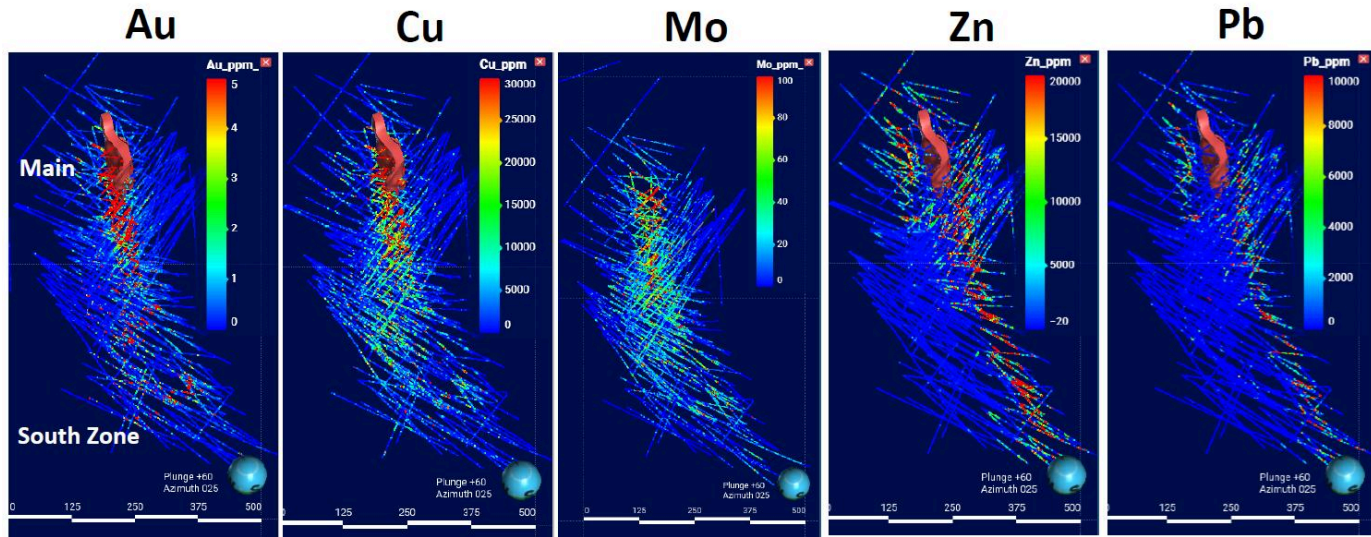 Au
Cu
Mo
Zn
Pb
Au_ppm_
5
4
3
2
1
0
Main
South Zone
Plunge +60
Azimuth 025
0
125
250
375
500
Cu_ppm
30000
25000
20000
15000
10000
5000
0
Plunge +60
Azimuth 025
0
125
250
375
500
Mo_ppm
100
80
60
40
20
0
Plunge +60
Azimuth 025
0
125
250
375
500
Zn_ppm
20000
15000
10000
5000
−20
Plunge +60
Azimuth 025
0
125
250
375
500
Pb_ppm
10000
8000
6000
4000
2000
0
Plunge +60
Azimuth 025
0
125
250
375
500